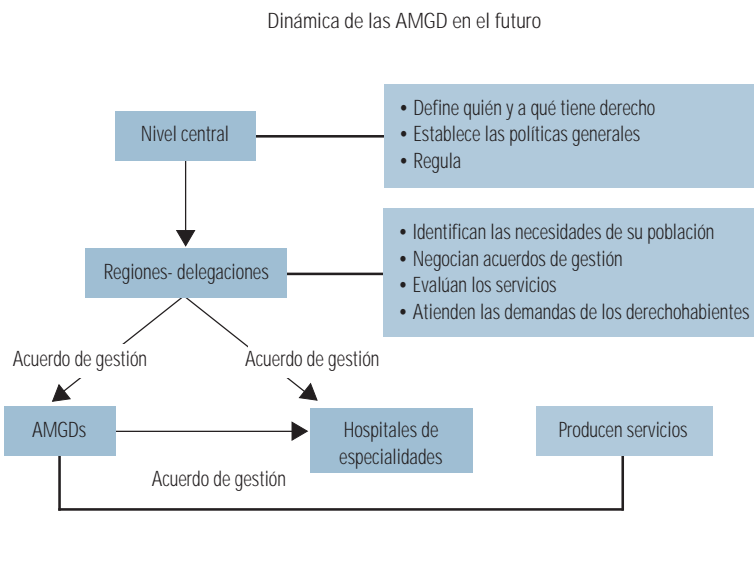 Dinámica de las AMGD en el futuro
Nivel central
• Define quién y a qué tiene derecho
• Establece las políticas generales
• Regula
Regiones- delegaciones
• Identifican las necesidades de su población
• Negocian acuerdos de gestión
• Evalúan los servicios
• Atienden las demandas de los derechohabientes
Acuerdo de gestión
Acuerdo de gestión
AMGDs
Hospitales de
especialidades
Producen servicios
Acuerdo de gestión